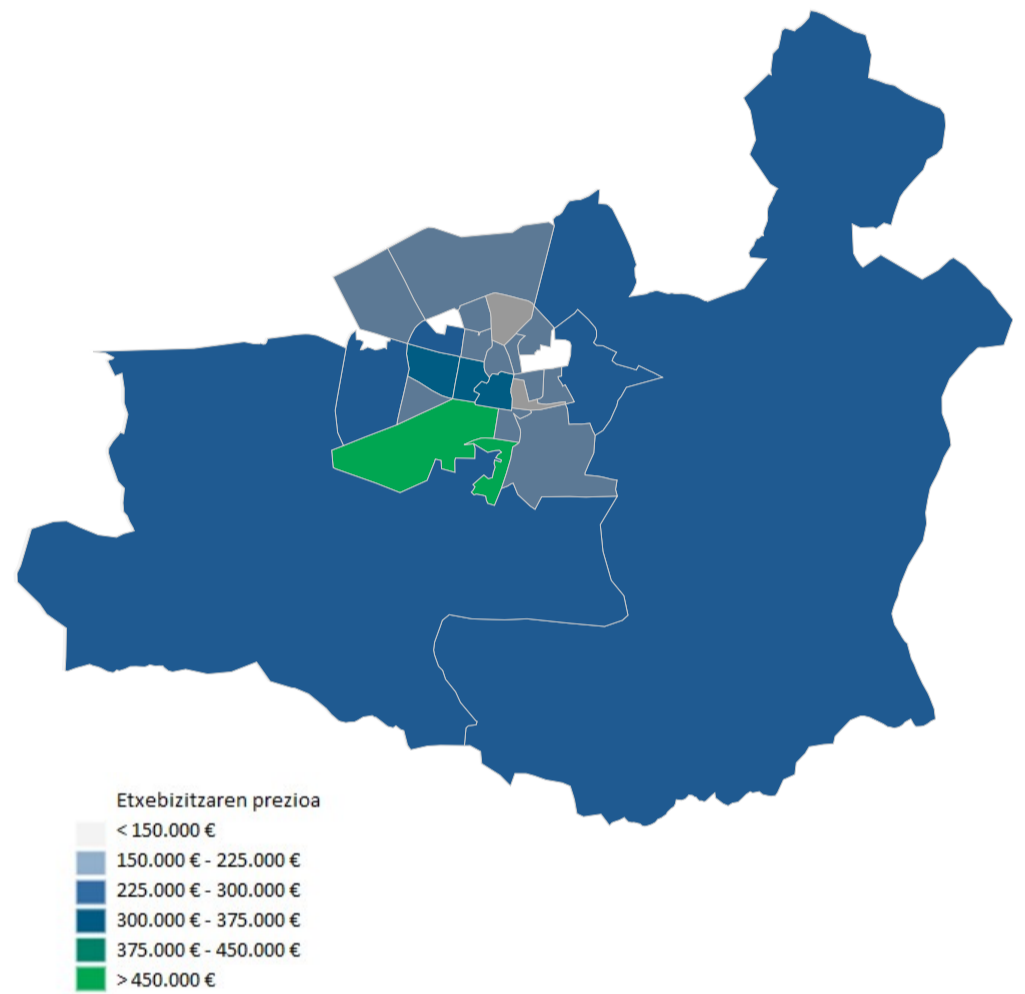 Etxebizitzaren prezioa
< 150.000 €
150.000 € - 225.000 €
225.000 € - 300.000 €
300.000 € - 375.000 €
375.000 € - 450.000 €
> 450.000 €